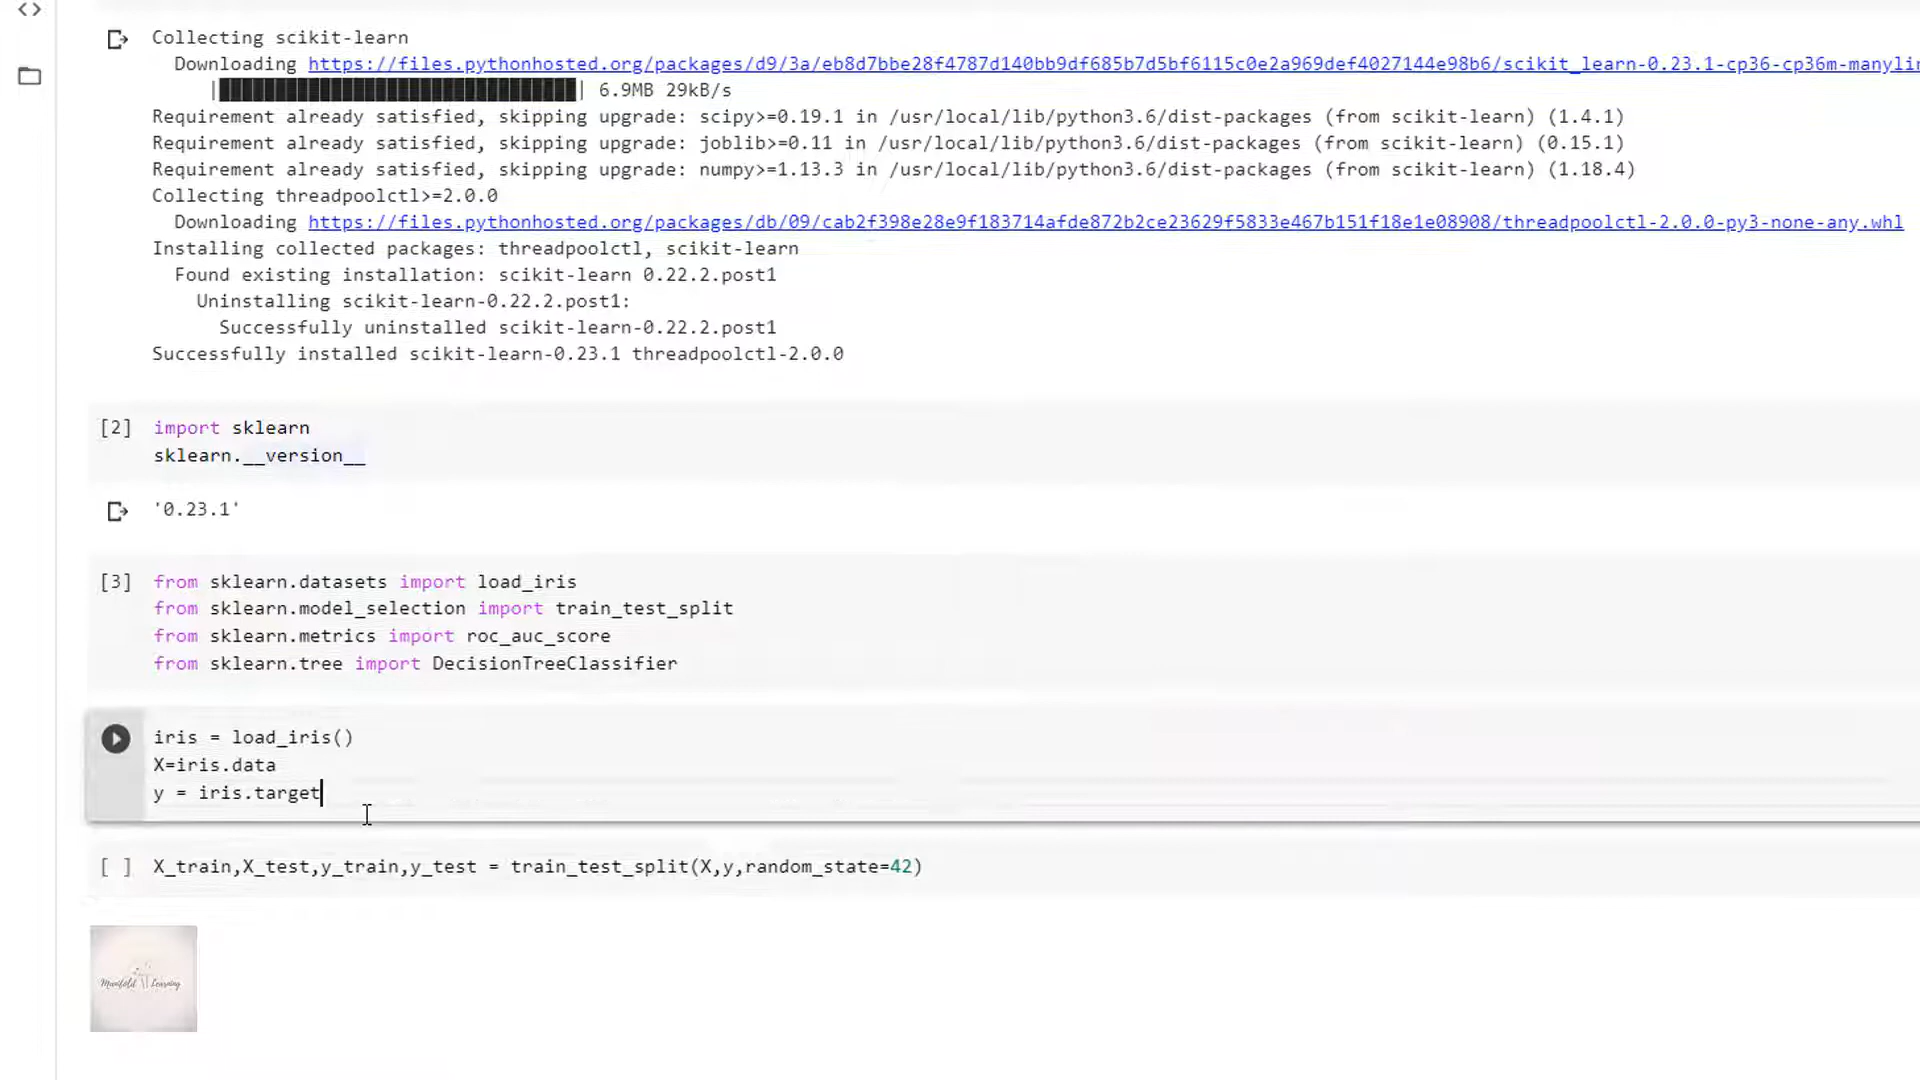 Collecting scikit-learn
Downloading https://files.pythonhosted.org/packages/d9/3a/eb8d7bbe28f4787d140bb9df685b7d5bf6115c0e2a969def4027144e98b6/scikit_learn-0.23.1-cp36-cp36m-manylin
6.9MB 29kB/s
Requirement already satisfied, skipping upgrade: scipy>=0.19.1 in /usr/local/lib/python3.6/dist-packages (from scikit-learn) (1.4.1)
Requirement already satisfied, skipping upgrade: joblib>=0.11 in /usr/local/lib/python3.6/dist-packages (from scikit-learn) (0.15.1)
Requirement already satisfied, skipping upgrade: numpy>=1.13.3 in /usr/local/lib/python3.6/dist-packages (from scikit-learn) (1.18.4)
Collecting threadpoolctl>=2.0.0
Downloading https://files.pythonhosted.org/packages/db/09/cab2f398e28e9f183714afde872b2ce23629f5833e467b151f18e1e08908/threadpoolctl-2.0.0-py3-none-any.whl
Installing collected packages: threadpoolctl, scikit-learn
Found existing installation: scikit-learn 0.22.2.post1
Uninstalling scikit-learn-0.22.2.post1:
Successfully uninstalled scikit-learn-0.22.2.post1
Successfully installed scikit-learn-0.23.1 threadpoolctl-2.0.0
[2] import sklearn
sklearn.__version__
'0.23.1'
[3] from sklearn.datasets import load_iris
from sklearn.model_selection import train_test_split
from sklearn.metrics import roc_auc_score
from sklearn.tree import DecisionTreeClassifier
iris = load_iris()
X=iris.data
y = iris.target
[ ] X_train,X_test,y_train,y_test = train_test_split(X,y,random_state=42)
Manifold Learning